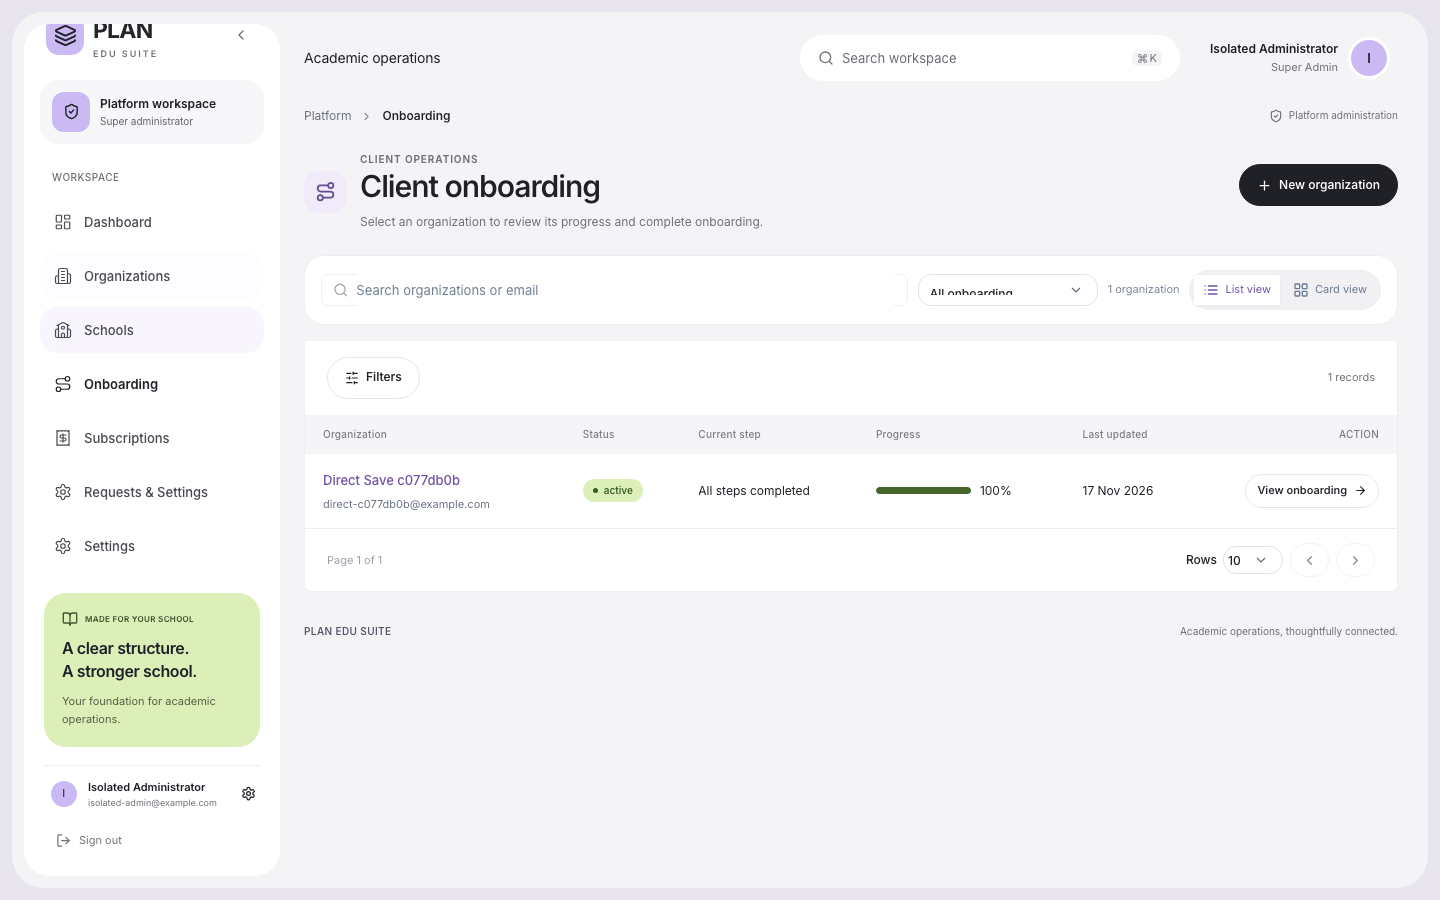 PLAN
EDU SUITE
Platform workspace
Super administrator
WORKSPACE
Dashboard
Organizations
Schools
Onboarding
Subscriptions
Requests & Settings
Settings
MADE FOR YOUR SCHOOL
A clear structure.
A stronger school.
Your foundation for academic
operations.
I
Isolated Administrator
isolated-admin@example.com
Sign out
Academic operations
Search workspace
⌘K
Isolated Administrator
Super Admin
I
Platform
Onboarding
Platform administration
CLIENT OPERATIONS
Client onboarding
Select an organization to review its progress and complete onboarding.
New organization
Search organizations or email
All onboarding
1 organization
List view
Card view
Filters
1 records
Organization Status Current step Progress Last updated ACTION
Direct Save c077db0b
direct-c077db0b@example.com
active
All steps completed
100%
17 Nov 2026
View onboarding
Page 1 of 1
Rows 10
PLAN EDU SUITE
Academic operations, thoughtfully connected.